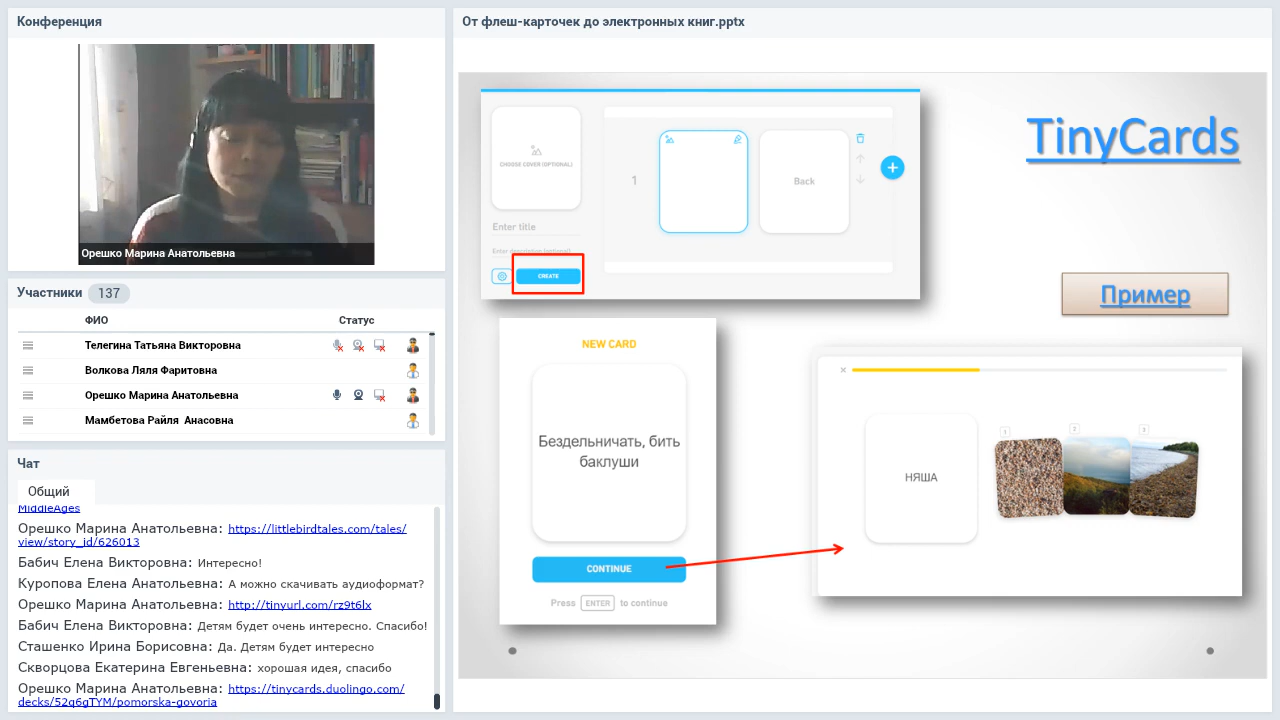 Конференция
Орешко Марина Анатольевна
Участники 137
ФИО Статус
Телегина Татьяна Викторовна
Волкова Ляля Фаритовна
Орешко Марина Анатольевна
Мамбетова Райля Анасовна
Чат
Общий
MiddleAges
Орешко Марина Анатольевна: https://littlebirdtales.com/tales/
view/story_id/626013
Бабич Елена Викторовна: Интересно!
Куропова Елена Анатольевна: А можно скачивать аудиоформат?
Орешко Марина Анатольевна: http://tinyurl.com/rz9t6lx
Бабич Елена Викторовна: Детям будет очень интересно. Спасибо!
Сташенко Ирина Борисовна: Да. Детям будет интересно
Скворцова Екатерина Евгеньевна: хорошая идея, спасибо
Орешко Марина Анатольевна: https://tinycards.duolingo.com/
decks/52q6gTYM/pomorska-govoria
От флеш-карточек до электронных книг.pptx
TinyCards
CHOOSE COVER (OPTIONAL)
1
Back
Enter title
Enter description (optional)
CREATE
Пример
NEW CARD
Бездельничать, бить
баклуши
CONTINUE
Press ENTER to continue
НЯША
1
2
3